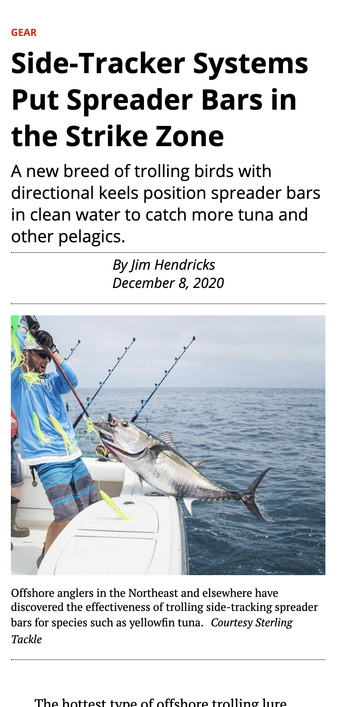 GEAR
Side-Tracker Systems
Put Spreader Bars in
the Strike Zone
A new breed of trolling birds with
directional keels position spreader bars
in clean water to catch more tuna and
other pelagics.
By Jim Hendricks
December 8, 2020
Offshore anglers in the Northeast and elsewhere have
discovered the effectiveness of trolling side-tracking spreader
bars for species such as yellowfin tuna. Courtesy Sterling
Tackle
The hottest type of offshore trolling lure